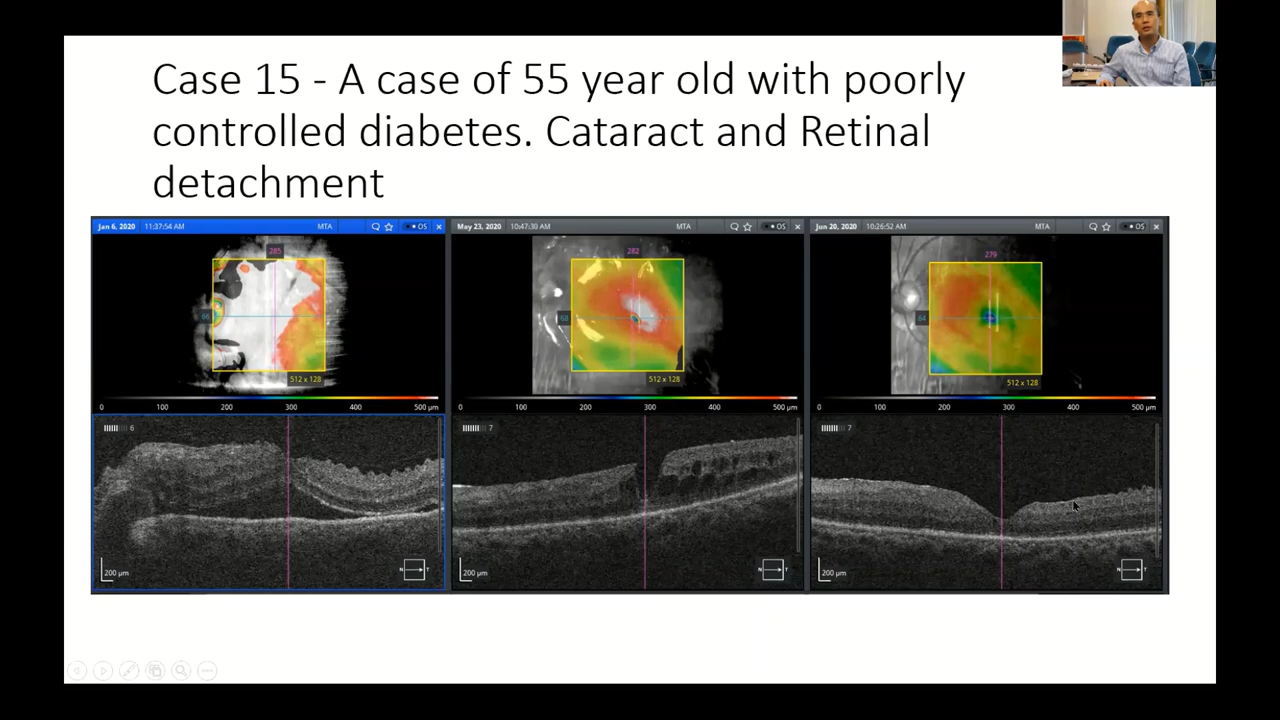 Case 15 - A case of 55 year old with poorly
controlled diabetes. Cataract and Retinal
detachment
Jan 6, 2020 11:37:54 AM MTA OS
May 23, 2020 10:47:30 AM MTA OS
Jun 20, 2020 10:26:52 AM MTA OS
285
282
279
66
68
64
512 x 128
512 x 128
512 x 128
0 100 200 300 400 500 µm
0 100 200 300 400 500 µm
0 100 200 300 400 500 µm
6
7
7
200 µm
N T
200 µm
N T
200 µm
N T